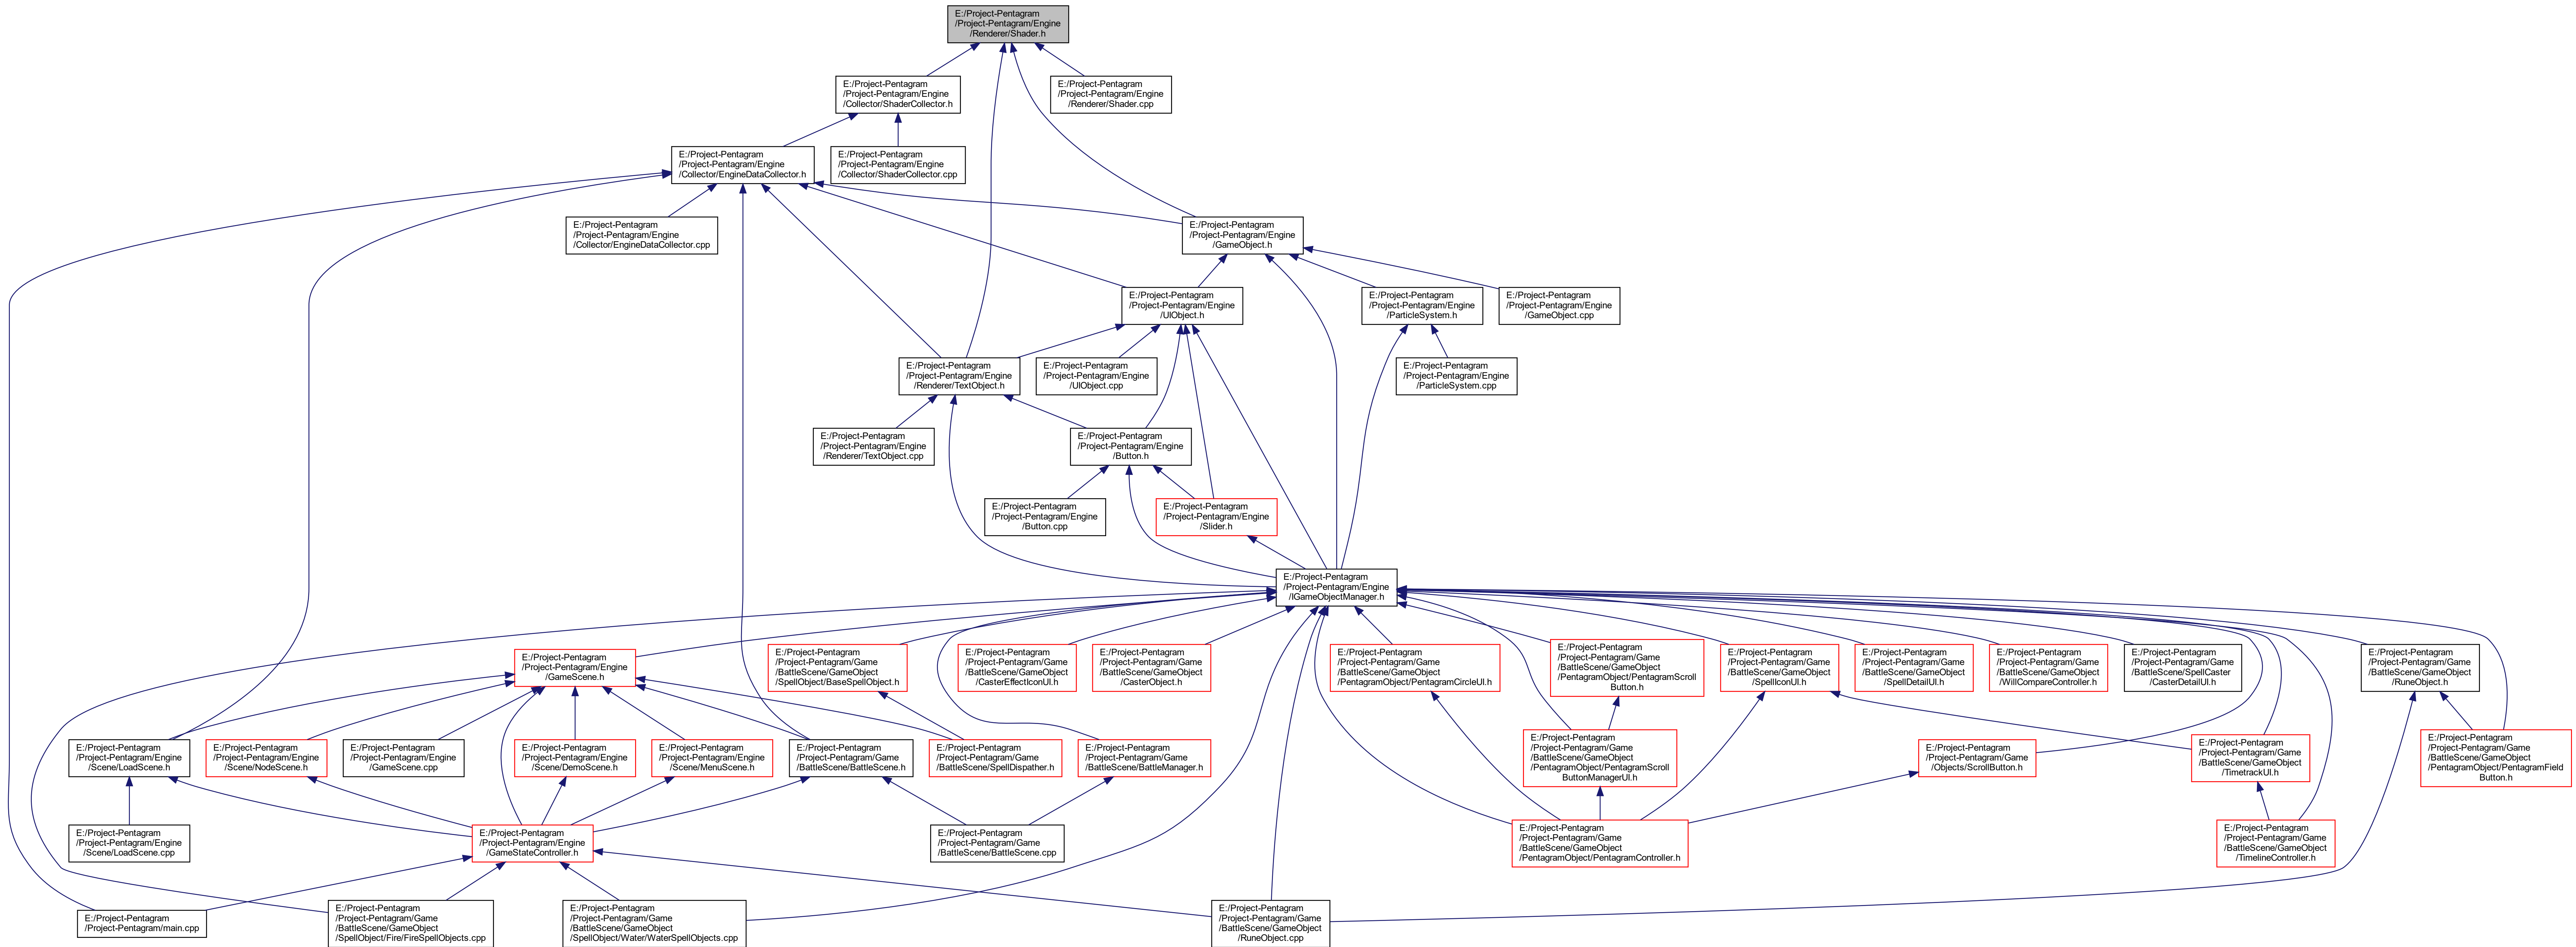 E:/Project-Pentagram
/Project-Pentagram/Engine
/Renderer/Shader.h
E:/Project-Pentagram
/Project-Pentagram/Engine
/Collector/ShaderCollector.h
E:/Project-Pentagram
/Project-Pentagram/Engine
/Renderer/Shader.cpp
E:/Project-Pentagram
/Project-Pentagram/Engine
/Collector/EngineDataCollector.h
E:/Project-Pentagram
/Project-Pentagram/Engine
/Collector/ShaderCollector.cpp
E:/Project-Pentagram
/Project-Pentagram/Engine
/Collector/EngineDataCollector.cpp
E:/Project-Pentagram
/Project-Pentagram/Engine
/GameObject.h
E:/Project-Pentagram
/Project-Pentagram/Engine
/UIObject.h
E:/Project-Pentagram
/Project-Pentagram/Engine
/ParticleSystem.h
E:/Project-Pentagram
/Project-Pentagram/Engine
/GameObject.cpp
E:/Project-Pentagram
/Project-Pentagram/Engine
/Renderer/TextObject.h
E:/Project-Pentagram
/Project-Pentagram/Engine
/UIObject.cpp
E:/Project-Pentagram
/Project-Pentagram/Engine
/ParticleSystem.cpp
E:/Project-Pentagram
/Project-Pentagram/Engine
/Renderer/TextObject.cpp
E:/Project-Pentagram
/Project-Pentagram/Engine
/Button.h
E:/Project-Pentagram
/Project-Pentagram/Engine
/Button.cpp
E:/Project-Pentagram
/Project-Pentagram/Engine
/Slider.h
E:/Project-Pentagram
/Project-Pentagram/Engine
/IGameObjectManager.h
E:/Project-Pentagram
/Project-Pentagram/Engine
/GameScene.h
E:/Project-Pentagram
/Project-Pentagram/Game
/BattleScene/GameObject
/SpellObject/BaseSpellObject.h
E:/Project-Pentagram
/Project-Pentagram/Game
/BattleScene/GameObject
/CasterEffectIconUI.h
E:/Project-Pentagram
/Project-Pentagram/Game
/BattleScene/GameObject
/CasterObject.h
E:/Project-Pentagram
/Project-Pentagram/Game
/BattleScene/GameObject
/PentagramObject/PentagramCircleUI.h
E:/Project-Pentagram
/Project-Pentagram/Game
/BattleScene/GameObject
/PentagramObject/PentagramScroll
Button.h
E:/Project-Pentagram
/Project-Pentagram/Game
/BattleScene/GameObject
/SpellIconUI.h
E:/Project-Pentagram
/Project-Pentagram/Game
/BattleScene/GameObject
/SpellDetailUI.h
E:/Project-Pentagram
/Project-Pentagram/Game
/BattleScene/GameObject
/WillCompareController.h
E:/Project-Pentagram
/Project-Pentagram/Game
/BattleScene/SpellCaster
/CasterDetailUI.h
E:/Project-Pentagram
/Project-Pentagram/Game
/BattleScene/GameObject
/RuneObject.h
E:/Project-Pentagram
/Project-Pentagram/Engine
/Scene/LoadScene.h
E:/Project-Pentagram
/Project-Pentagram/Engine
/Scene/NodeScene.h
E:/Project-Pentagram
/Project-Pentagram/Engine
/GameScene.cpp
E:/Project-Pentagram
/Project-Pentagram/Engine
/Scene/DemoScene.h
E:/Project-Pentagram
/Project-Pentagram/Engine
/Scene/MenuScene.h
E:/Project-Pentagram
/Project-Pentagram/Game
/BattleScene/BattleScene.h
E:/Project-Pentagram
/Project-Pentagram/Game
/BattleScene/SpellDispather.h
E:/Project-Pentagram
/Project-Pentagram/Game
/BattleScene/BattleManager.h
E:/Project-Pentagram
/Project-Pentagram/Game
/BattleScene/GameObject
/PentagramObject/PentagramScroll
ButtonManagerUI.h
E:/Project-Pentagram
/Project-Pentagram/Game
/Objects/ScrollButton.h
E:/Project-Pentagram
/Project-Pentagram/Game
/BattleScene/GameObject
/TimetrackUI.h
E:/Project-Pentagram
/Project-Pentagram/Game
/BattleScene/GameObject
/PentagramObject/PentagramField
Button.h
E:/Project-Pentagram
/Project-Pentagram/Engine
/Scene/LoadScene.cpp
E:/Project-Pentagram
/Project-Pentagram/Engine
/GameStateController.h
E:/Project-Pentagram
/Project-Pentagram/Game
/BattleScene/BattleScene.cpp
E:/Project-Pentagram
/Project-Pentagram/Game
/BattleScene/GameObject
/PentagramObject/PentagramController.h
E:/Project-Pentagram
/Project-Pentagram/Game
/BattleScene/GameObject
/TimelineController.h
E:/Project-Pentagram
/Project-Pentagram/main.cpp
E:/Project-Pentagram
/Project-Pentagram/Game
/BattleScene/GameObject
/SpellObject/Fire/FireSpellObjects.cpp
E:/Project-Pentagram
/Project-Pentagram/Game
/BattleScene/GameObject
/SpellObject/Water/WaterSpellObjects.cpp
E:/Project-Pentagram
/Project-Pentagram/Game
/BattleScene/GameObject
/RuneObject.cpp